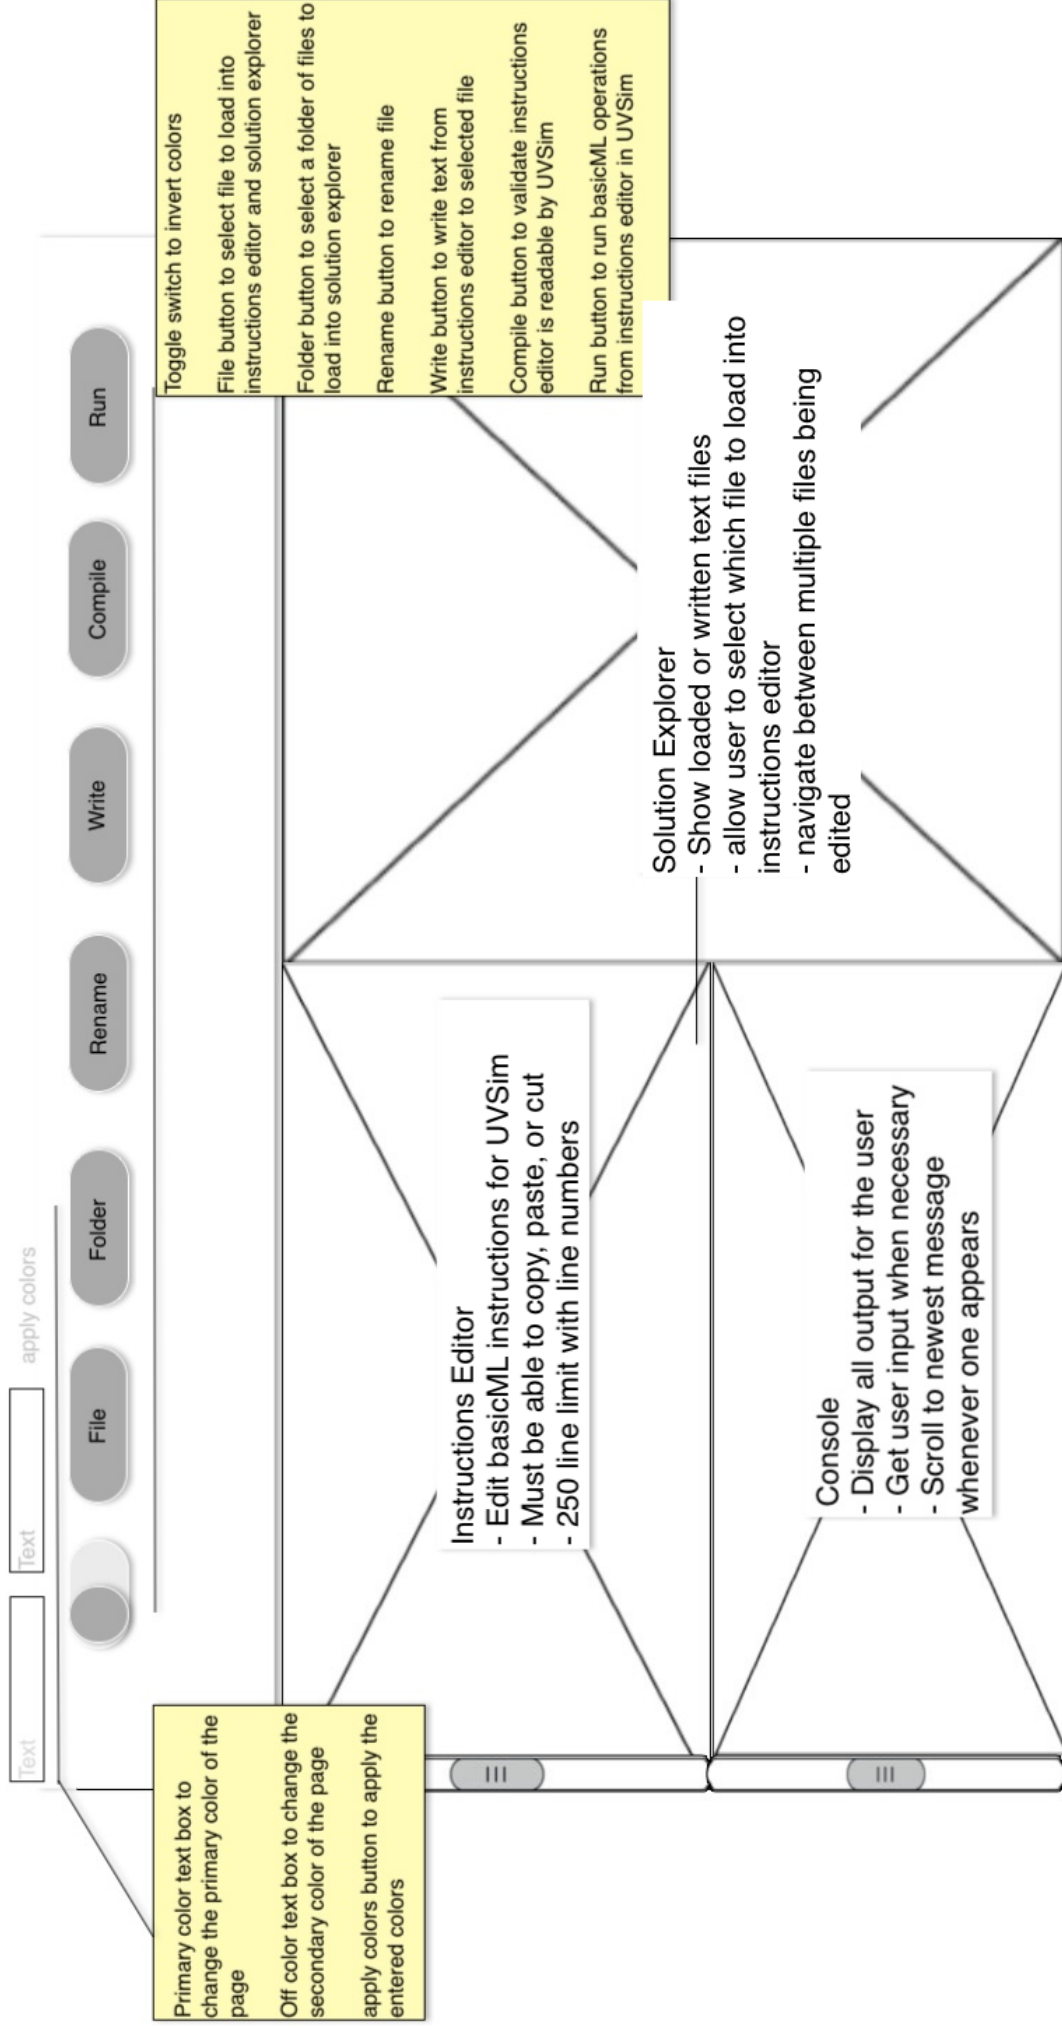 Text
Text
apply colors
File
Folder
Rename
Write
Compile
Run
Primary color text box to
change the primary color of the
page
Off color text box to change the
secondary color of the page
apply colors button to apply the
entered colors
Toggle switch to invert colors
File button to select file to load into
instructions editor and solution explorer
Folder button to select a folder of files to
load into solution explorer
Rename button to rename file
Write button to write text from
instructions editor to selected file
Compile button to validate instructions
editor is readable by UVSim
Run button to run basicML operations
from instructions editor in UVSim
Instructions Editor
- Edit basicML instructions for UVSim
- Must be able to copy, paste, or cut
- 250 line limit with line numbers
Solution Explorer
- Show loaded or written text files
- allow user to select which file to load into
instructions editor
- navigate between multiple files being
edited
Console
- Display all output for the user
- Get user input when necessary
- Scroll to newest message
whenever one appears